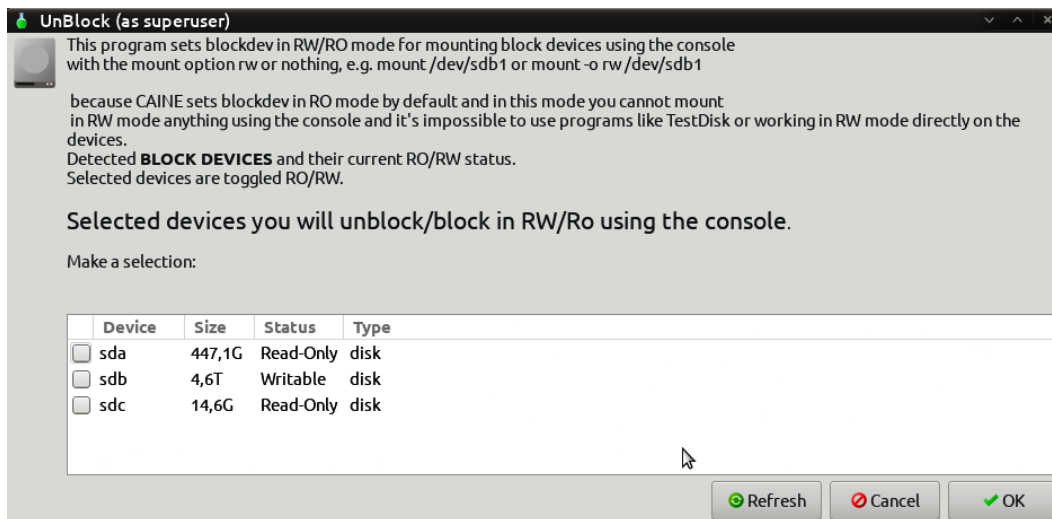 UnBlock (as superuser)
This program sets blockdev in RW/RO mode for mounting block devices using the console
with the mount option rw or nothing, e.g. mount /dev/sdb1 or mount -o rw /dev/sdb1
because CAINE sets blockdev in RO mode by default and in this mode you cannot mount
in RW mode anything using the console and it's impossible to use programs like TestDisk or working in RW mode directly on the
devices.
Detected BLOCK DEVICES and their current RO/RW status.
Selected devices are toggled RO/RW.
Selected devices you will unblock/block in RW/Ro using the console.
Make a selection:
Device Size Status Type
sda 447,1G Read-Only disk
sdb 4,6T Writable disk
sdc 14,6G Read-Only disk
Refresh Cancel OK